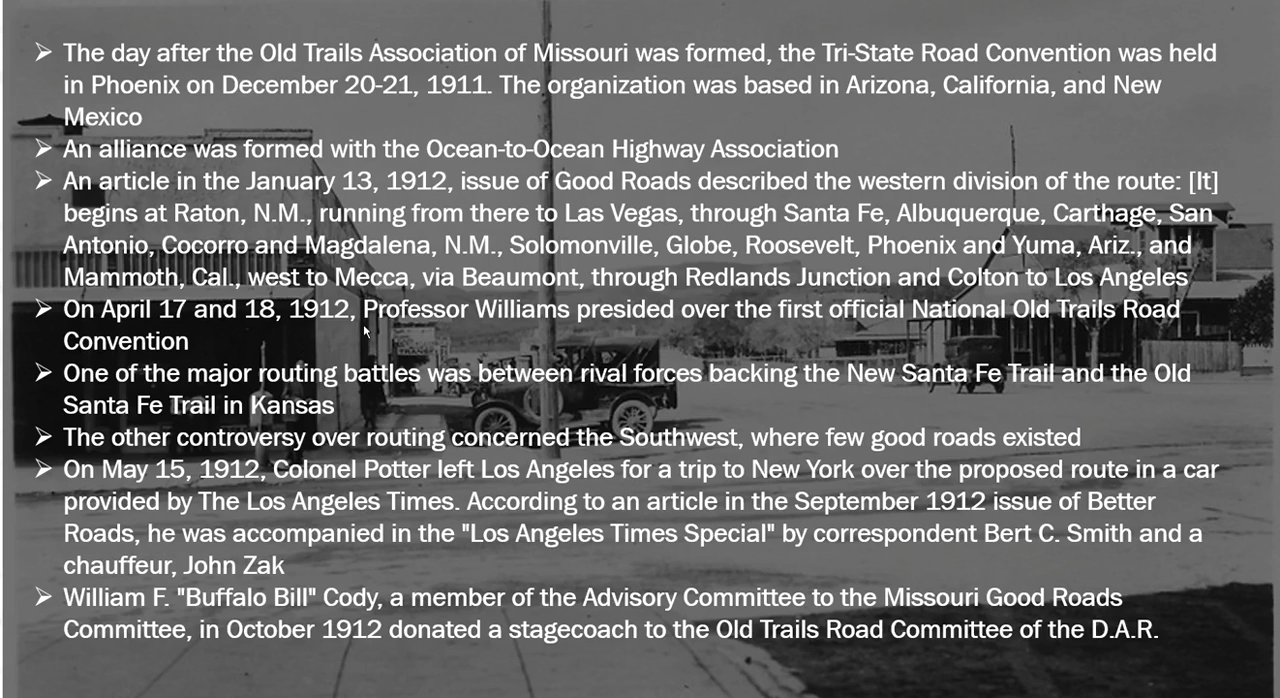 ➢ The day after the Old Trails Association of Missouri was formed, the Tri-State Road Convention was held
in Phoenix on December 20-21, 1911. The organization was based in Arizona, California, and New
Mexico
➢ An alliance was formed with the Ocean-to-Ocean Highway Association
➢ An article in the January 13, 1912, issue of Good Roads described the western division of the route: [It]
begins at Raton, N.M., running from there to Las Vegas, through Santa Fe, Albuquerque, Carthage, San
Antonio, Cocorro and Magdalena, N.M., Solomonville, Globe, Roosevelt, Phoenix and Yuma, Ariz., and
Mammoth, Cal., west to Mecca, via Beaumont, through Redlands Junction and Colton to Los Angeles
➢ On April 17 and 18, 1912, Professor Williams presided over the first official National Old Trails Road
Convention
➢ One of the major routing battles was between rival forces backing the New Santa Fe Trail and the Old
Santa Fe Trail in Kansas
➢ The other controversy over routing concerned the Southwest, where few good roads existed
➢ On May 15, 1912, Colonel Potter left Los Angeles for a trip to New York over the proposed route in a car
provided by The Los Angeles Times. According to an article in the September 1912 issue of Better
Roads, he was accompanied in the "Los Angeles Times Special" by correspondent Bert C. Smith and a
chauffeur, John Zak
➢ William F. "Buffalo Bill" Cody, a member of the Advisory Committee to the Missouri Good Roads
Committee, in October 1912 donated a stagecoach to the Old Trails Road Committee of the D.A.R.